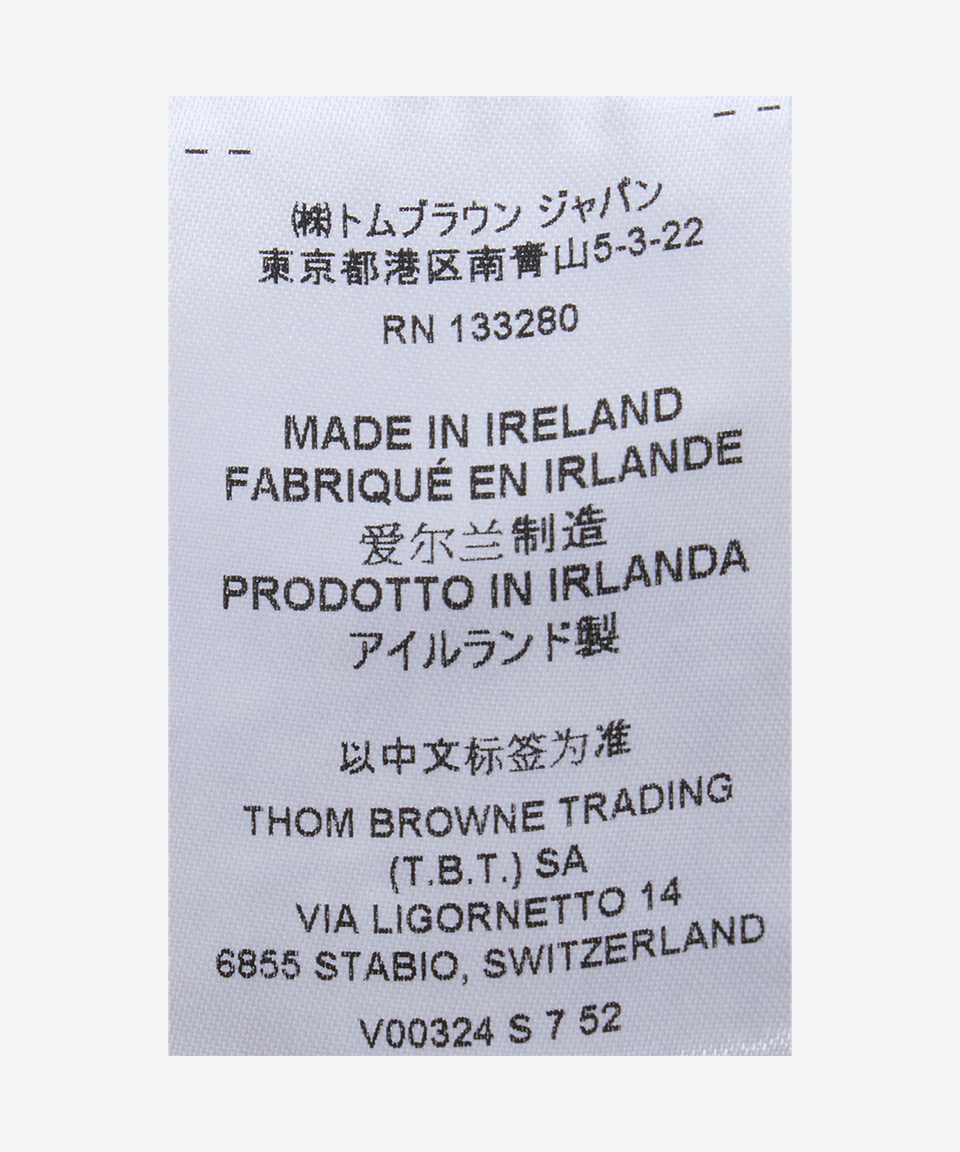 ㈱トムブラウン ジャパン
東京都港区南青山5-3-22
RN 133280
MADE IN IRELAND
FABRIQUÉ EN IRLANDE
爱尔兰制造
PRODOTTO IN IRLANDA
アイルランド製
以中文标签为准
THOM BROWNE TRADING
(T.B.T.) SA
VIA LIGORNETTO 14
6855 STABIO, SWITZERLAND
V00324 S 7 52